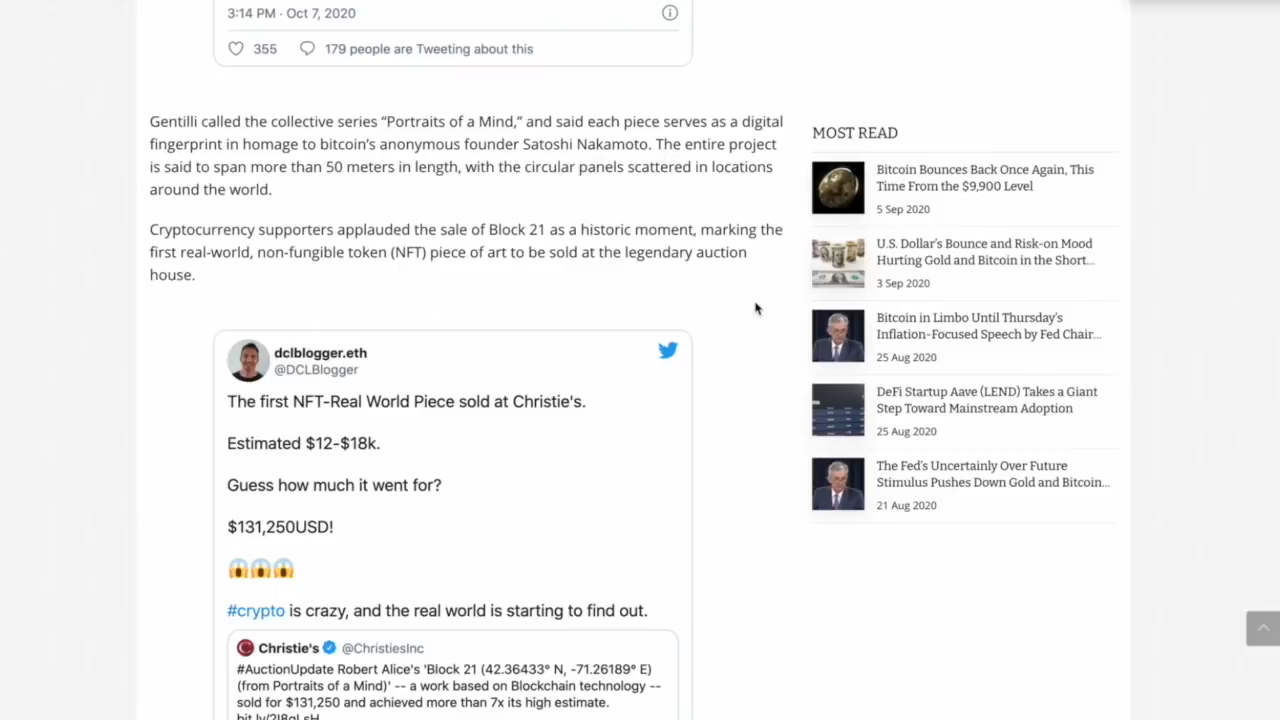 3:14 PM · Oct 7, 2020
355
179 people are Tweeting about this
Gentilli called the collective series “Portraits of a Mind,” and said each piece serves as a digital
fingerprint in homage to bitcoin’s anonymous founder Satoshi Nakamoto. The entire project
is said to span more than 50 meters in length, with the circular panels scattered in locations
around the world.
Cryptocurrency supporters applauded the sale of Block 21 as a historic moment, marking the
first real-world, non-fungible token (NFT) piece of art to be sold at the legendary auction
house.
dclblogger.eth
@DCLBlogger
The first NFT-Real World Piece sold at Christie's.
Estimated $12-$18k.
Guess how much it went for?
$131,250USD!
😱😱😱
#crypto is crazy, and the real world is starting to find out.
Christie's @ChristiesInc
#AuctionUpdate Robert Alice's 'Block 21 (42.36433° N, -71.26189° E)
(from Portraits of a Mind)' -- a work based on Blockchain technology --
sold for $131,250 and achieved more than 7x its high estimate.
MOST READ
Bitcoin Bounces Back Once Again, This
Time From the $9,900 Level
5 Sep 2020
U.S. Dollar’s Bounce and Risk-on Mood
Hurting Gold and Bitcoin in the Short...
3 Sep 2020
Bitcoin in Limbo Until Thursday’s
Inflation-Focused Speech by Fed Chair...
25 Aug 2020
DeFi Startup Aave (LEND) Takes a Giant
Step Toward Mainstream Adoption
25 Aug 2020
The Fed’s Uncertainly Over Future
Stimulus Pushes Down Gold and Bitcoin...
21 Aug 2020